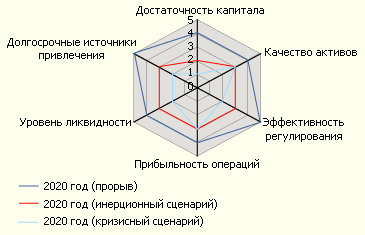 Достаточность капитала
5
4
3
2
1
0
Долгосрочные источники
привлечения
Качество активов
Уровень ликвидности
Эффективность
регулирования
Прибыльность операций
2020 год (прорыв)
2020 год (инерционный сценарий)
2020 год (кризисный сценарий)